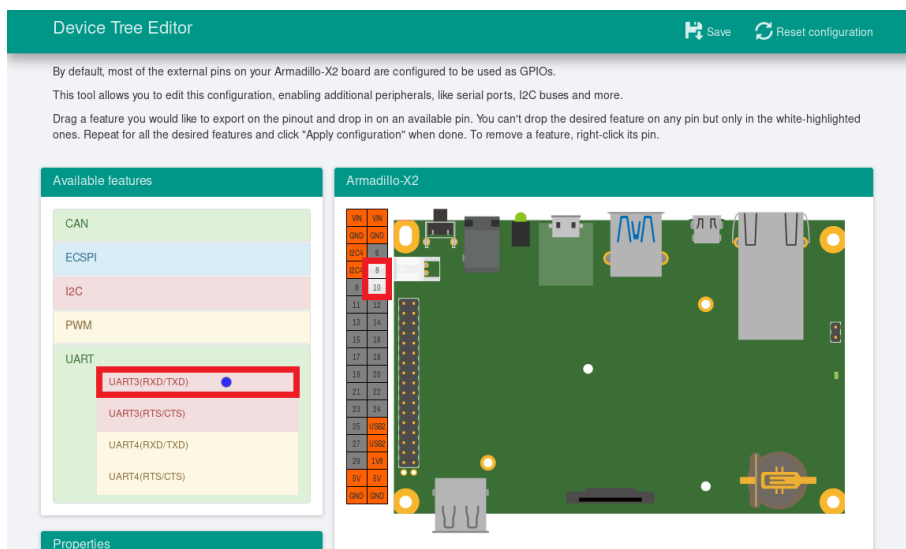 Device Tree Editor
Save
Reset configuration
By default, most of the external pins on your Armadillo-X2 board are configured to be used as GPIOs.
This tool allows you to edit this configuration, enabling additional peripherals, like serial ports, I2C buses and more.
Drag a feature you would like to export on the pinout and drop in on an available pin. You can't drop the desired feature on any pin but only in the white-highlighted
ones. Repeat for all the desired features and click "Apply configuration" when done. To remove a feature, right-click its pin.
Available features
CAN
ECSPI
I2C
PWM
UART
UART3(RXD/TXD)
UART3(RTS/CTS)
UART4(RXD/TXD)
UART4(RTS/CTS)
Properties
Armadillo-X2
VIN VIN
GND GND
I2C4 6
I2C4 8
9 10
11 12
13 14
15 16
17 18
19 20
21 22
23 24
25 USB2
27 USB2
29 1V8
5V 5V
GND GND